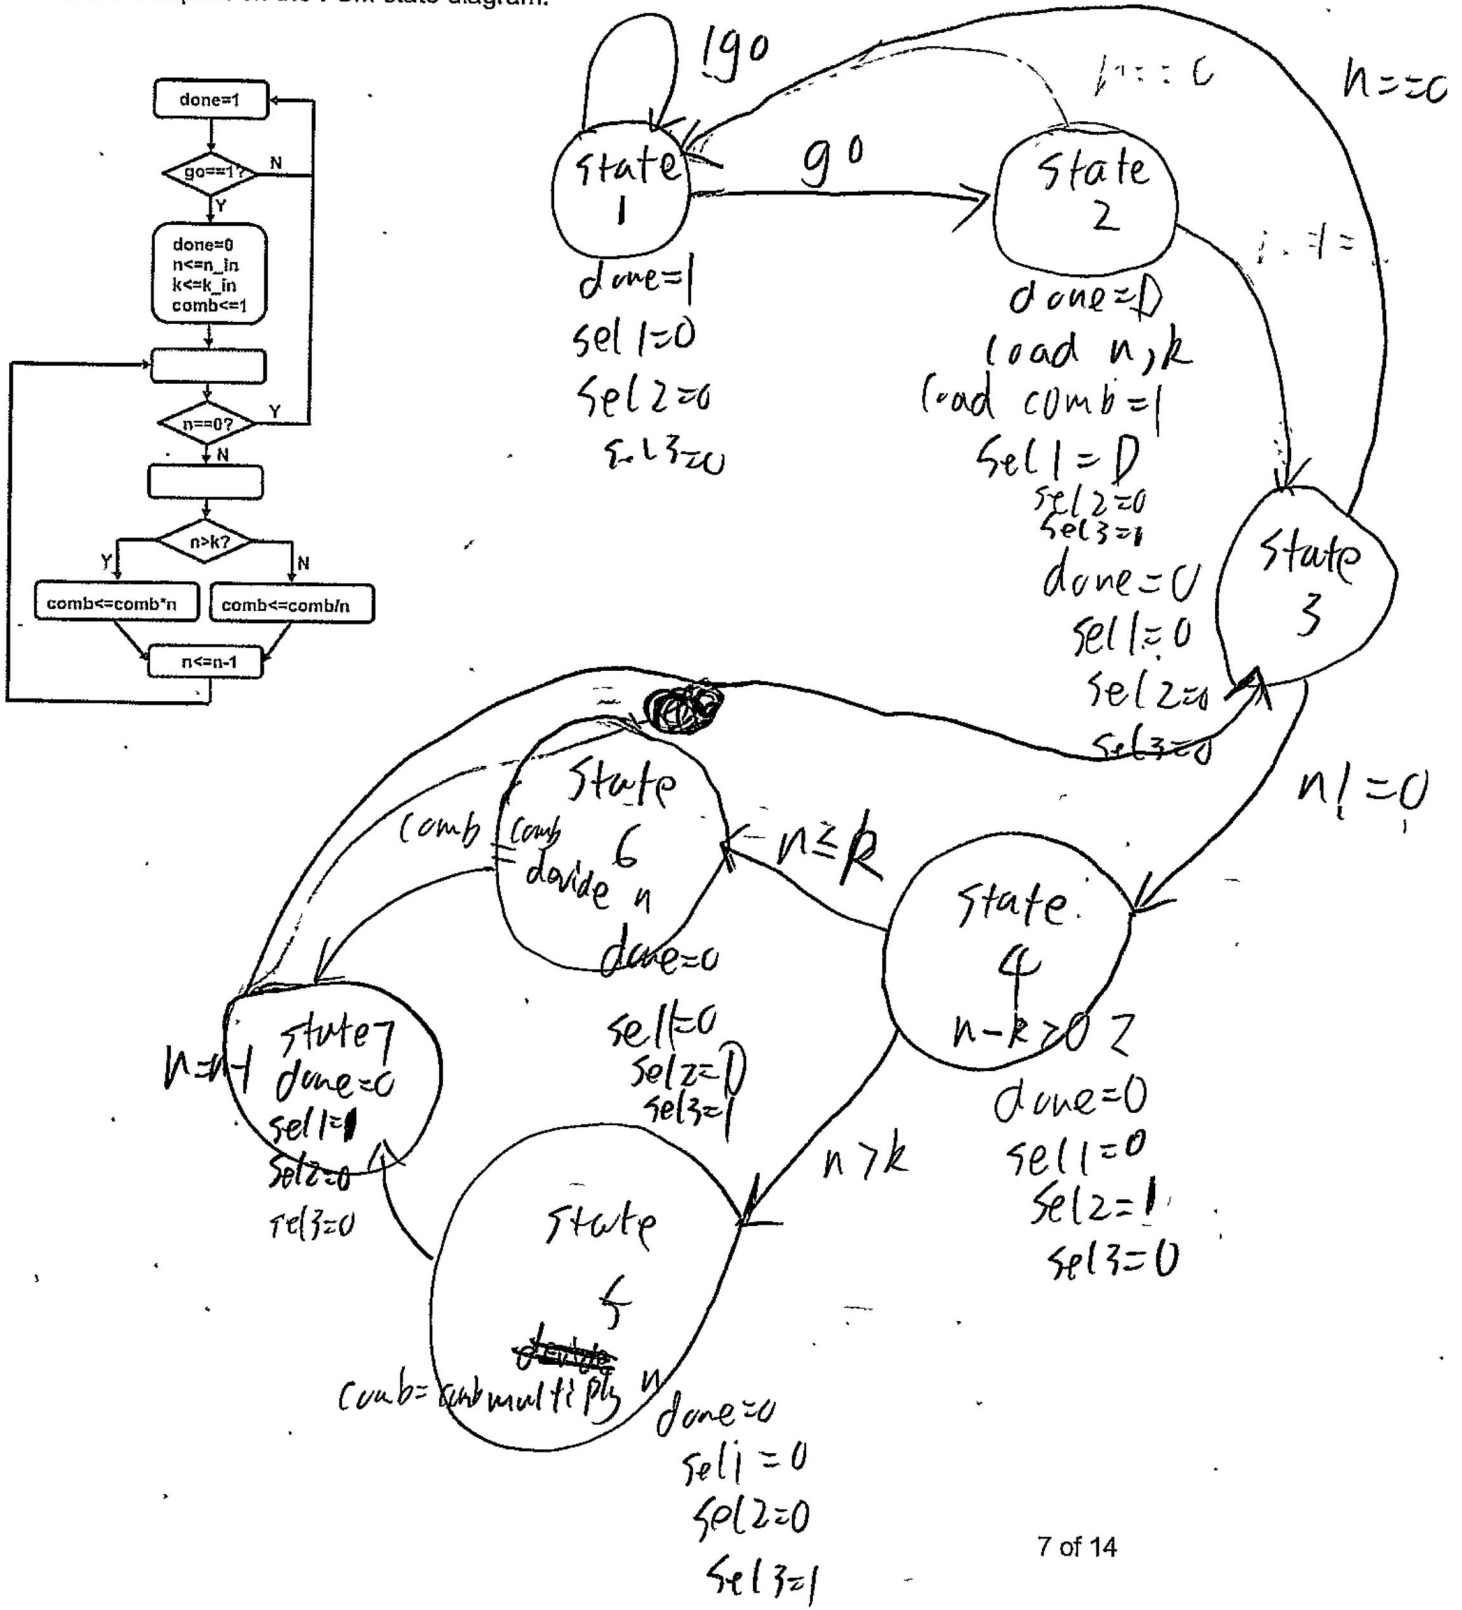 done=1
go==1?
N
Y
done=0
n<=n_in
k<=k_in
comb<=1
n==0?
Y
N
n>k?
Y
N
comb<=comb*n
comb<=comb/n
n<=n-1
!go
go
n==0
state
1
done=1
sel1=0
sel2=0
sel3=0
state
2
done=0
load n,k
load comb=1
sel1=0
sel2=0
sel3=1
state
3
done=0
sel1=0
sel2=0
sel3=0
n!=0
state
4
n-k>0?
done=0
sel1=0
sel2=1
sel3=0
n≤k
n>k
state
6
comb = comb
devide n
done=0
sel1=0
sel2=0
sel3=1
state7
n=n-1
done=0
sel1=1
sel2=0
sel3=0
state
5
comb=comb multiply n
done=0
sel1=0
sel2=0
sel3=1
7 of 14